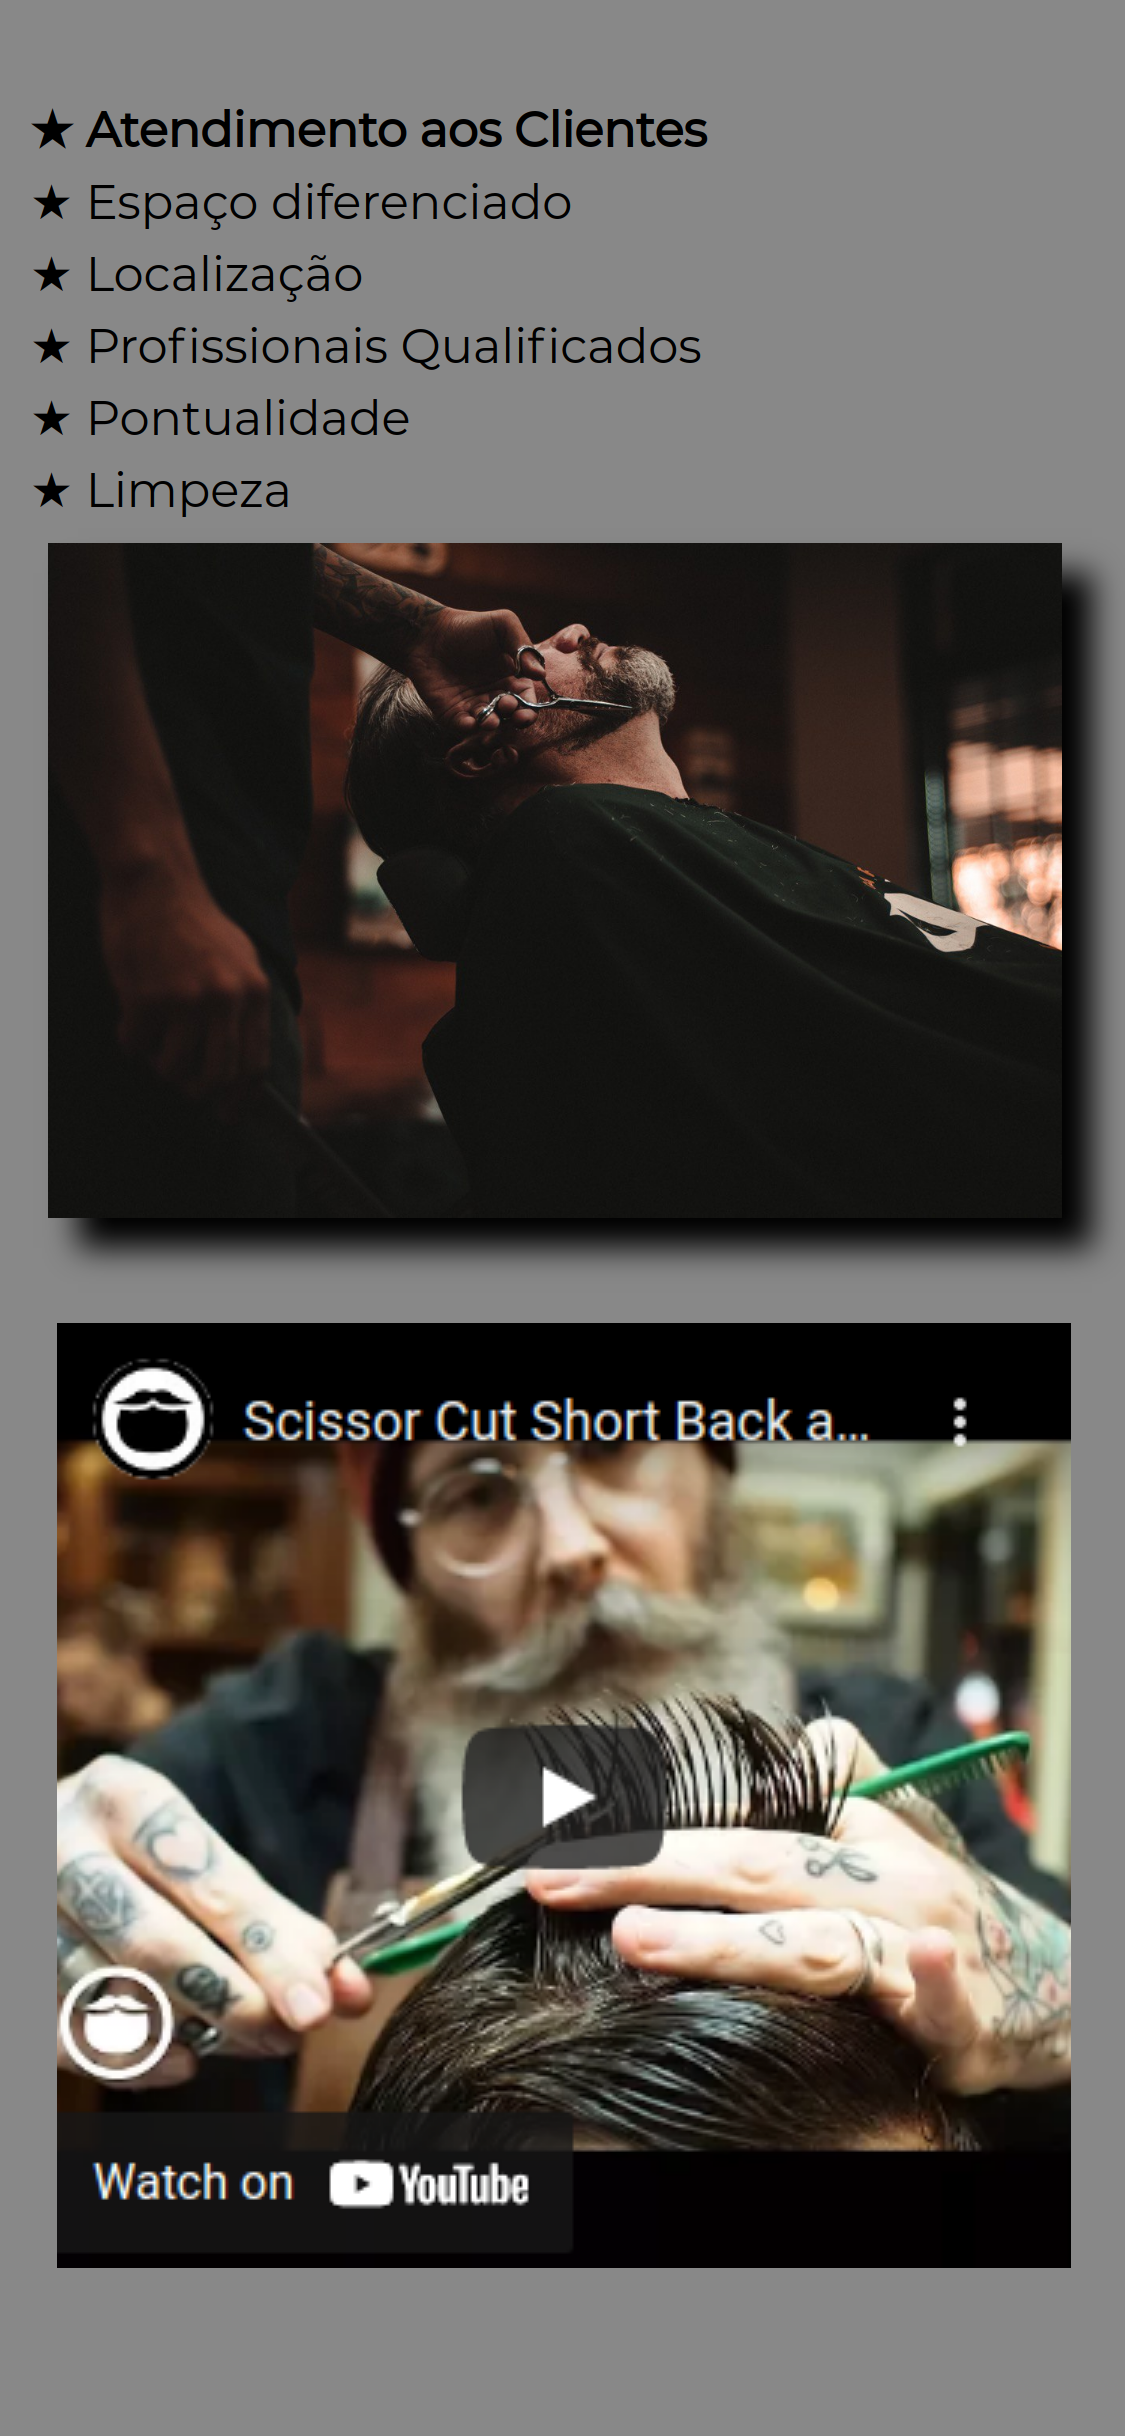 ★ Atendimento aos Clientes
★ Espaço diferenciado
★ Localização
★ Profissionais Qualificados
★ Pontualidade
★ Limpeza
Scissor Cut Short Back a...
Watch on YouTube